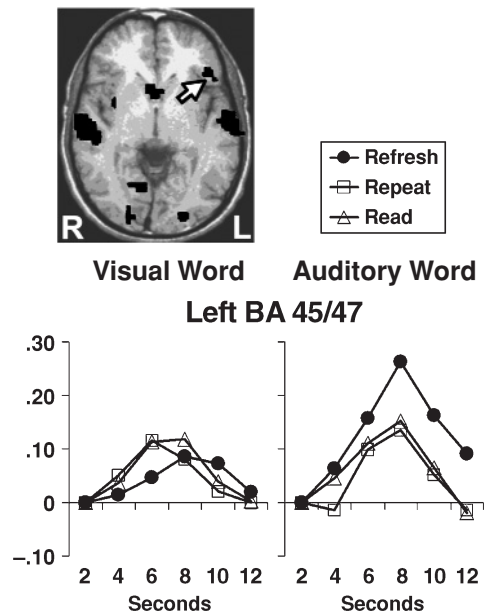 R L
Refresh
Repeat
Read
Visual Word Auditory Word
Left BA 45/47
.30
.20
.10
0
–.10
2 4 6 8 10 12 2 4 6 8 10 12
Seconds Seconds